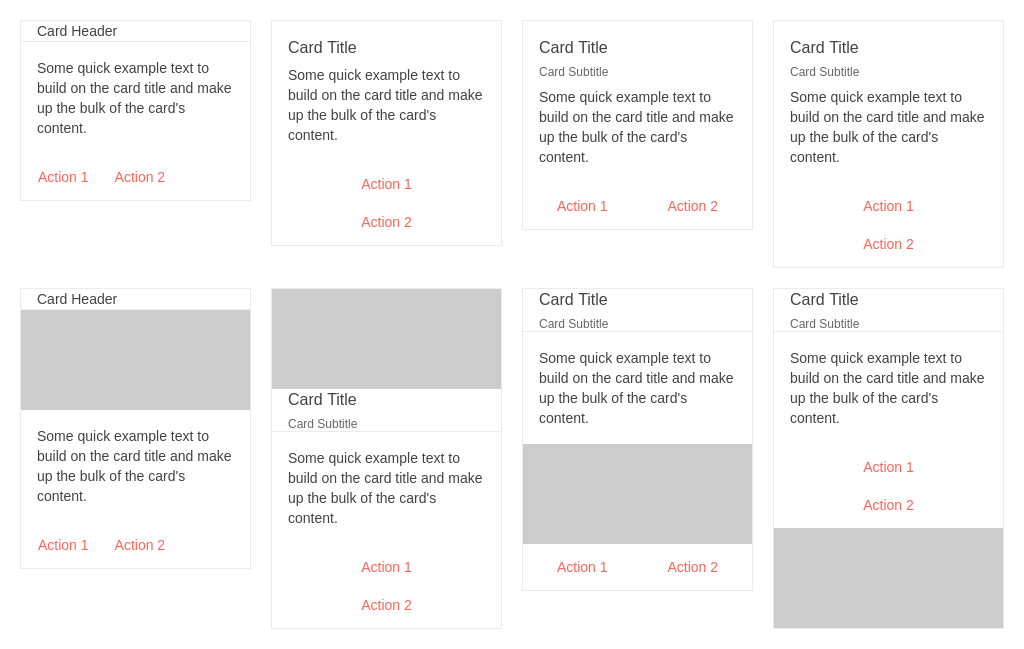 Card Header
Some quick example text to
build on the card title and make
up the bulk of the card's
content.
Action 1 Action 2
Card Title
Some quick example text to
build on the card title and make
up the bulk of the card's
content.
Action 1
Action 2
Card Title
Card Subtitle
Some quick example text to
build on the card title and make
up the bulk of the card's
content.
Action 1 Action 2
Card Title
Card Subtitle
Some quick example text to
build on the card title and make
up the bulk of the card's
content.
Action 1
Action 2
Card Header
Some quick example text to
build on the card title and make
up the bulk of the card's
content.
Action 1 Action 2
Card Title
Card Subtitle
Some quick example text to
build on the card title and make
up the bulk of the card's
content.
Action 1
Action 2
Card Title
Card Subtitle
Some quick example text to
build on the card title and make
up the bulk of the card's
content.
Action 1 Action 2
Card Title
Card Subtitle
Some quick example text to
build on the card title and make
up the bulk of the card's
content.
Action 1
Action 2